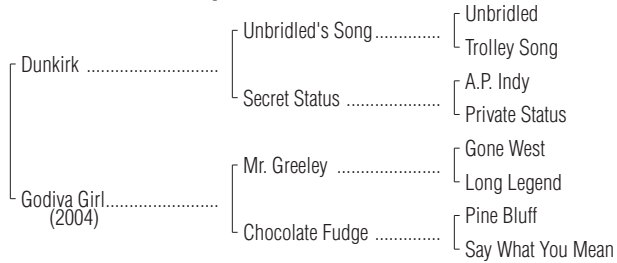 Unbridled
Unbridled's Song..............
Trolley Song
Dunkirk ...........................
A.P. Indy
Secret Status ....................
Private Status
Gone West
Mr. Greeley ......................
Long Legend
Godiva Girl.......................
(2004)
Pine Bluff
Chocolate Fudge ..............
Say What You Mean